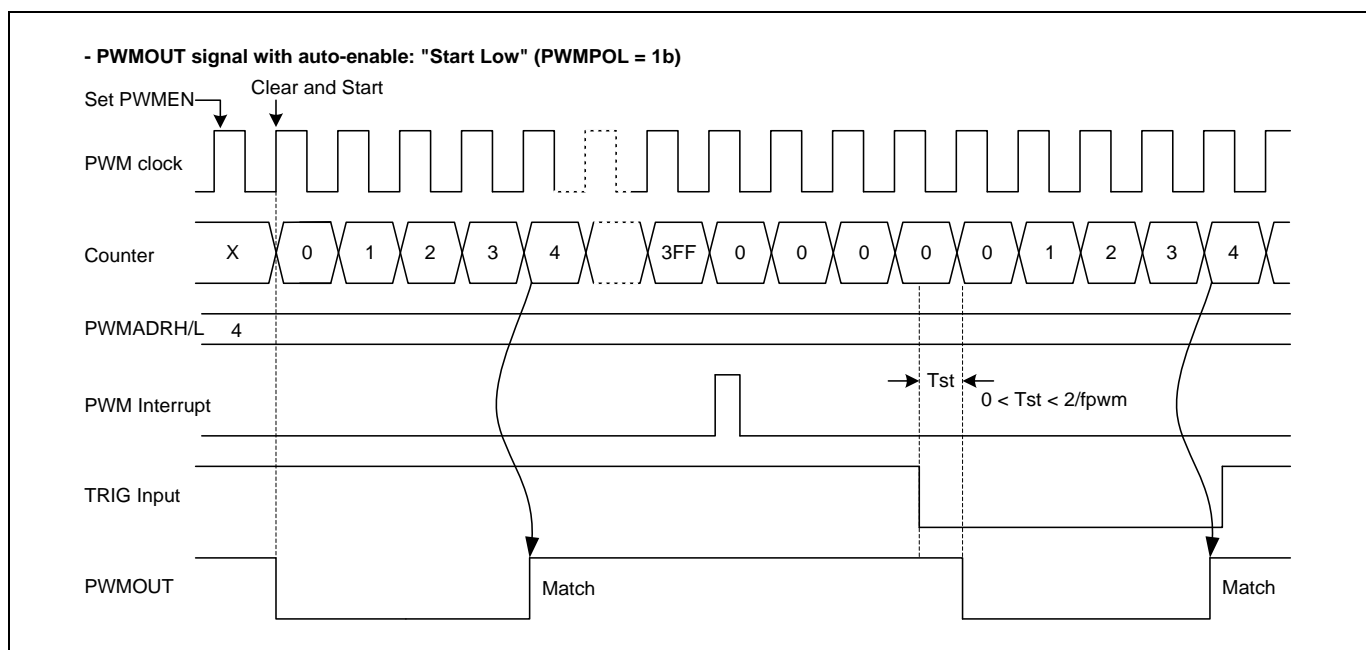 - PWMOUT signal with auto-enable: "Start Low" (PWMPOL = 1b)
Set PWMEN
Clear and Start
PWM clock
Counter X 0 1 2 3 4 3FF 0 0 0 0 0 1 2 3 4
PWMADRH/L 4
Tst
0 < Tst < 2/fpwm
PWM Interrupt
TRIG Input
PWMOUT
Match
Match